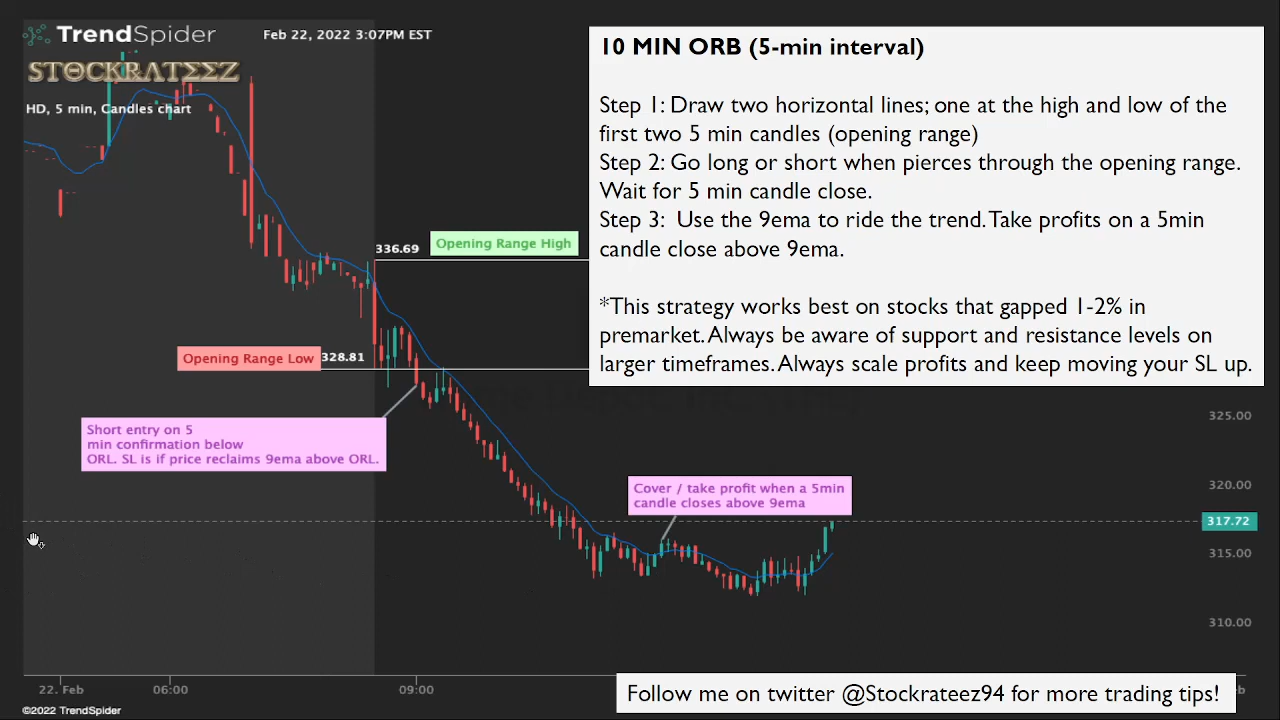 TrendSpider
Feb 22, 2022 3:07PM EST
STOCKRATEEZ
HD, 5 min, Candles chart
10 MIN ORB (5-min interval)
Step 1: Draw two horizontal lines; one at the high and low of the
first two 5 min candles (opening range)
Step 2: Go long or short when pierces through the opening range.
Wait for 5 min candle close.
Step 3:  Use the 9ema to ride the trend. Take profits on a 5min
candle close above 9ema.
*This strategy works best on stocks that gapped 1-2% in
premarket. Always be aware of support and resistance levels on
larger timeframes. Always scale profits and keep moving your SL up.
336.69
Opening Range High
Opening Range Low
328.81
Short entry on 5
min confirmation below
ORL. SL is if price reclaims 9ema above ORL.
Cover / take profit when a 5min
candle closes above 9ema
325.00
320.00
317.72
315.00
310.00
22. Feb
06:00
09:00
Follow me on twitter @Stockrateez94 for more trading tips!
©2022 TrendSpider